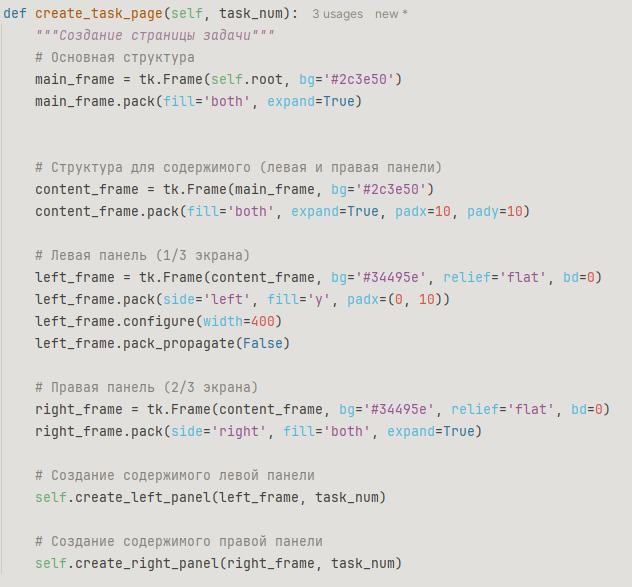 def create_task_page(self, task_num): 3 usages new *
    """Создание страницы задачи"""
    # Основная структура
    main_frame = tk.Frame(self.root, bg='#2c3e50')
    main_frame.pack(fill='both', expand=True)
    # Структура для содержимого (левая и правая панели)
    content_frame = tk.Frame(main_frame, bg='#2c3e50')
    content_frame.pack(fill='both', expand=True, padx=10, pady=10)
    # Левая панель (1/3 экрана)
    left_frame = tk.Frame(content_frame, bg='#34495e', relief='flat', bd=0)
    left_frame.pack(side='left', fill='y', padx=(0, 10))
    left_frame.configure(width=400)
    left_frame.pack_propagate(False)
    # Правая панель (2/3 экрана)
    right_frame = tk.Frame(content_frame, bg='#34495e', relief='flat', bd=0)
    right_frame.pack(side='right', fill='both', expand=True)
    # Создание содержимого левой панели
    self.create_left_panel(left_frame, task_num)
    # Создание содержимого правой панели
    self.create_right_panel(right_frame, task_num)